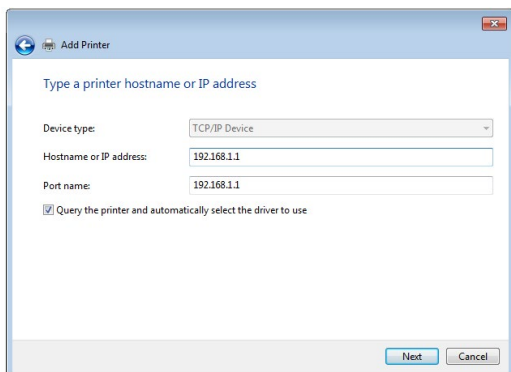 Add Printer
Type a printer hostname or IP address
Device type: TCP/IP Device
Hostname or IP address: 192.168.1.1
Port name: 192.168.1.1
Query the printer and automatically select the driver to use
Next Cancel